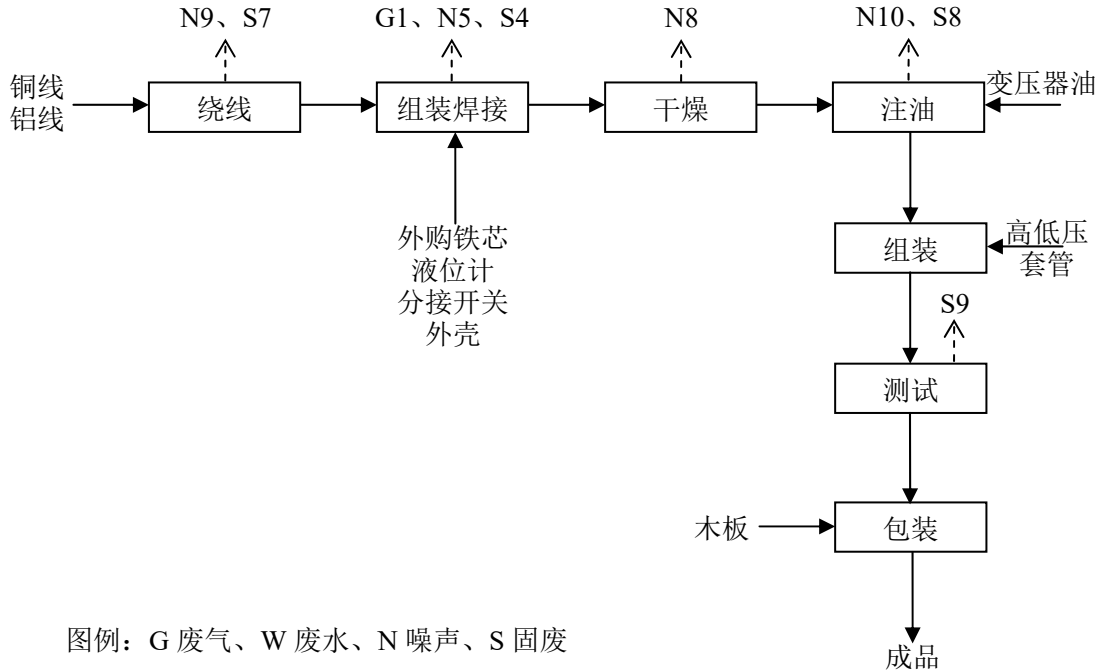 N9、S7
G1、N5、S4
N8
N10、S8
铜线
铝线
绕线
组装焊接
干燥
注油
变压器油
外购铁芯
液位计
分接开关
外壳
组装
高低压
套管
S9
测试
木板
包装
图例：G 废气、W 废水、N 噪声、S 固废
成品